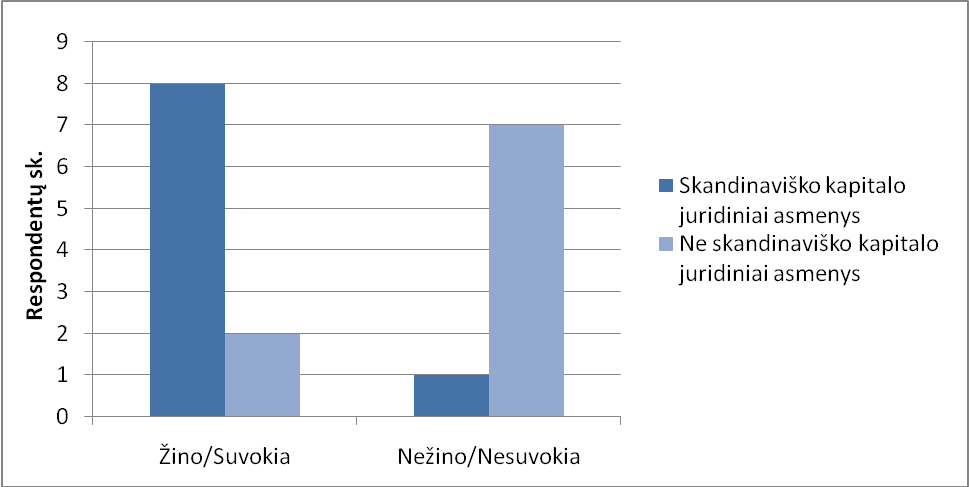 9
8
7
6
5
4
3
2
1
0
Respondentų sk.
Žino/Suvokia
Nežino/Nesuvokia
Skandinaviško kapitalo
juridiniai asmenys
Ne skandinaviško kapitalo
juridiniai asmenys